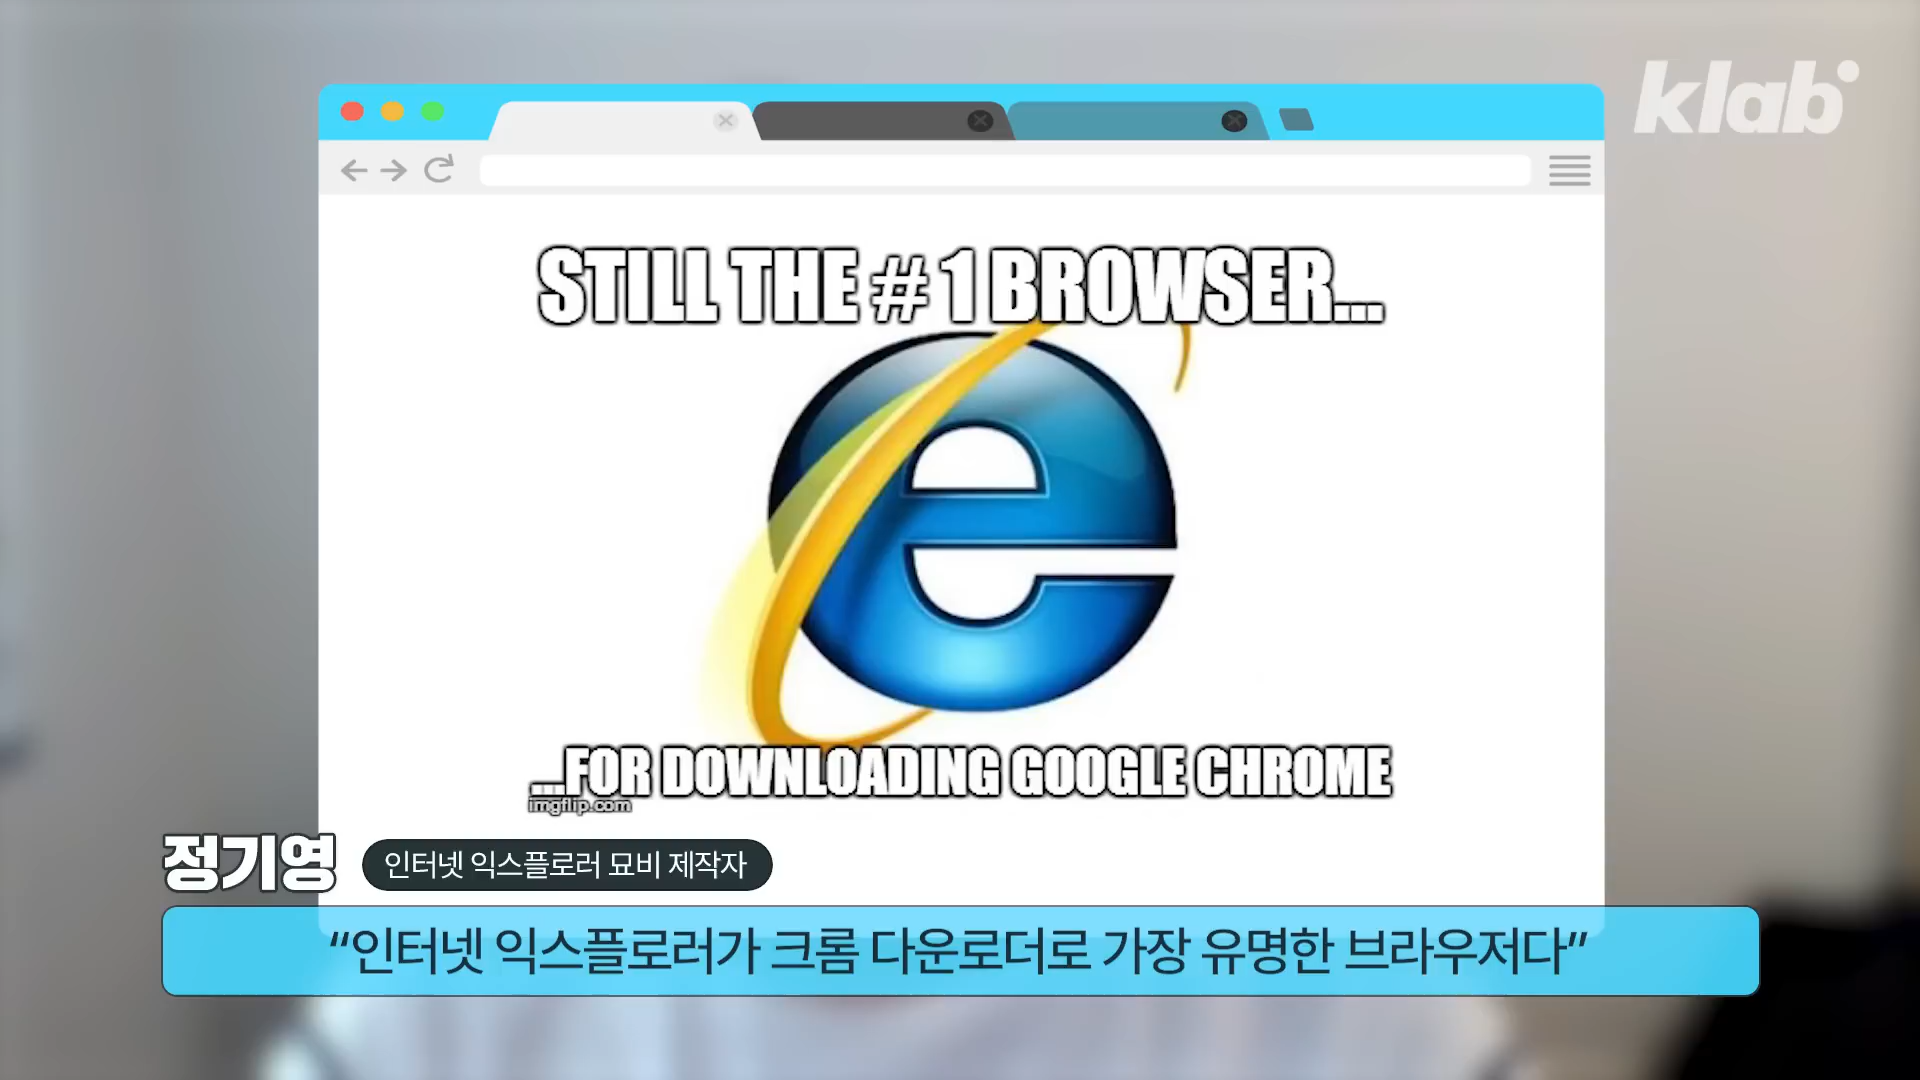 klab
STILL THE #1 BROWSER...
...FOR DOWNLOADING GOOGLE CHROME
imgflip.com
정기영
인터넷 익스플로러 묘비 제작자
“인터넷 익스플로러가 크롬 다운로더로 가장 유명한 브라우저다”